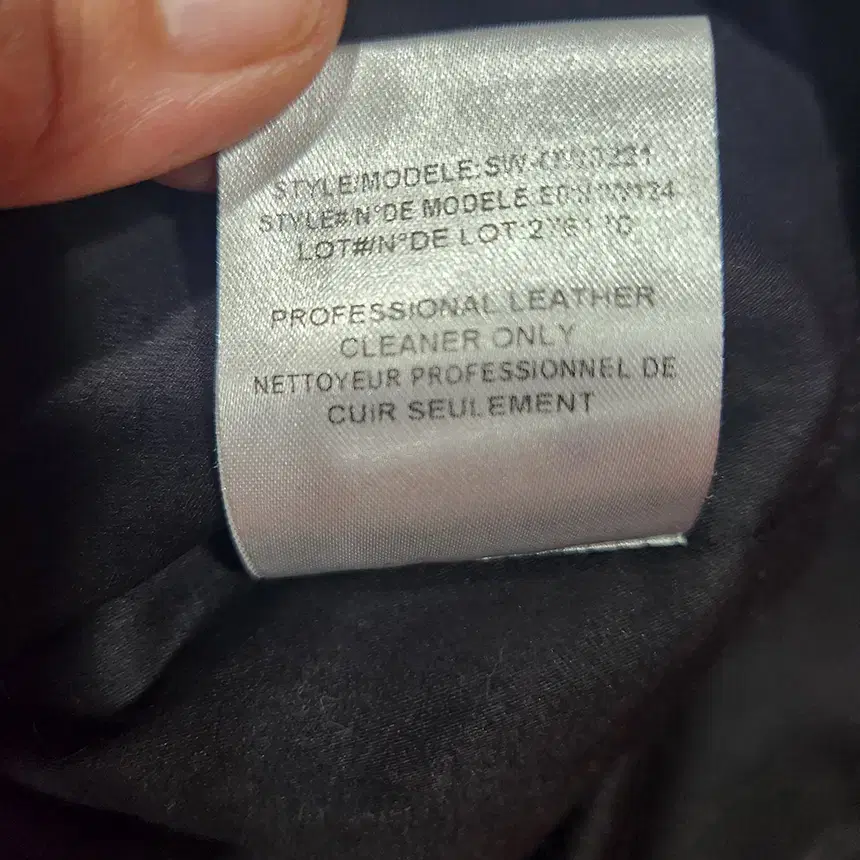 STYLE/MODELE:
STYLE#/N°DE MODELE
LOT#/N°DE LOT
PROFESSIONAL LEATHER
CLEANER ONLY
NETTOYEUR PROFESSIONNEL DE
CUIR SEULEMENT